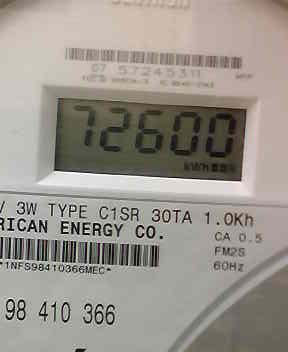 07 57245311
72600
kWh
V 3W TYPE C1SR 30TA 1.0Kh
RICAN ENERGY CO.
CA 0.5
FM2S
*1NFS98410366MEC*
60Hz
98 410 366